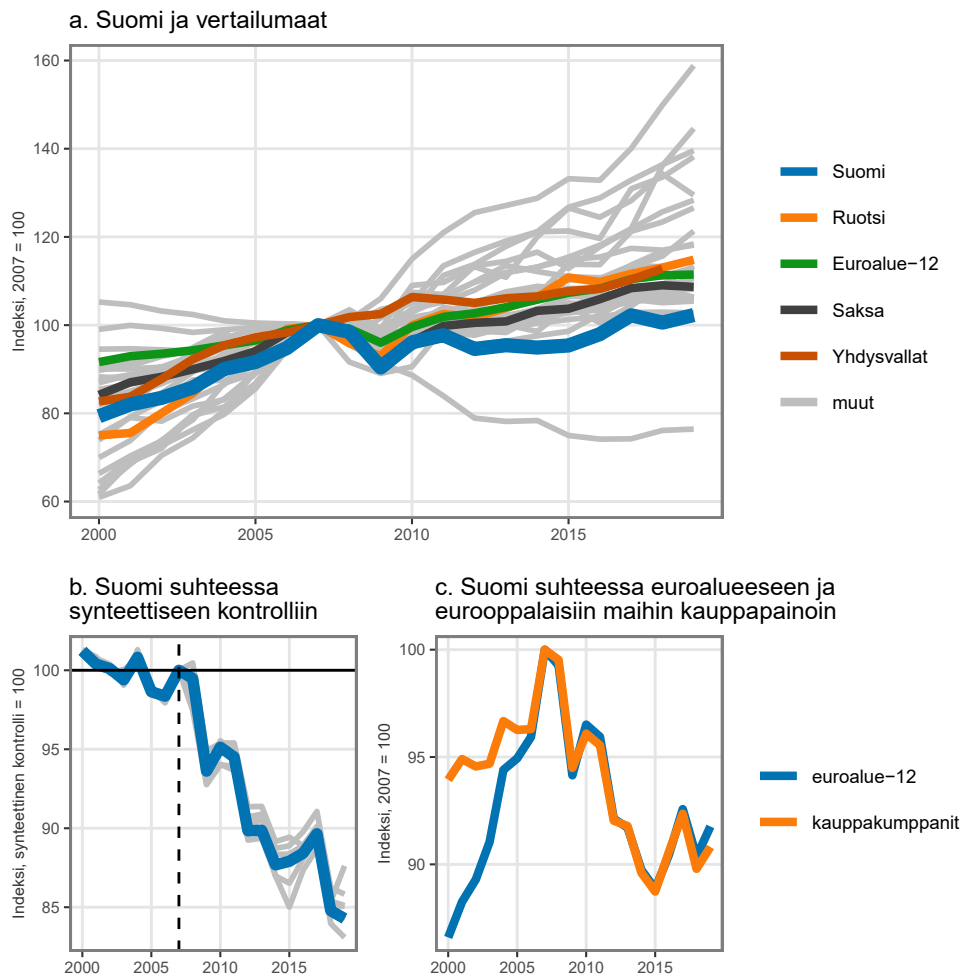 a. Suomi ja vertailumaat
Indeksi, 2007 = 100
160
140
120
100
80
60
2000
2005
2010
2015
Suomi
Ruotsi
Euroalue−12
Saksa
Yhdysvallat
muut
b. Suomi suhteessa
synteettiseen kontrolliin
Indeksi, synteettinen kontrolli = 100
100
95
90
85
2000
2005
2010
2015
c. Suomi suhteessa euroalueeseen ja
eurooppalaisiin maihin kauppapainoin
Indeksi, 2007 = 100
100
95
90
2000
2005
2010
2015
euroalue−12
kauppakumppanit